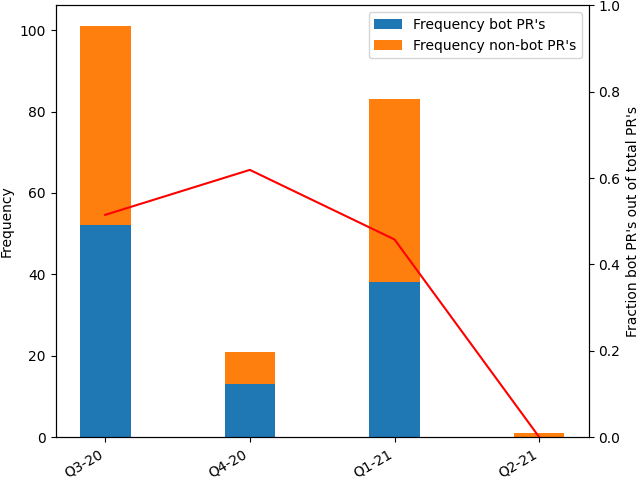 Frequency bot PR's
Frequency non-bot PR's
100
80
60
40
20
0
Frequency
1.0
0.8
0.6
0.4
0.2
0.0
Fraction bot PR's out of total PR's
Q3-20
Q4-20
Q1-21
Q2-21